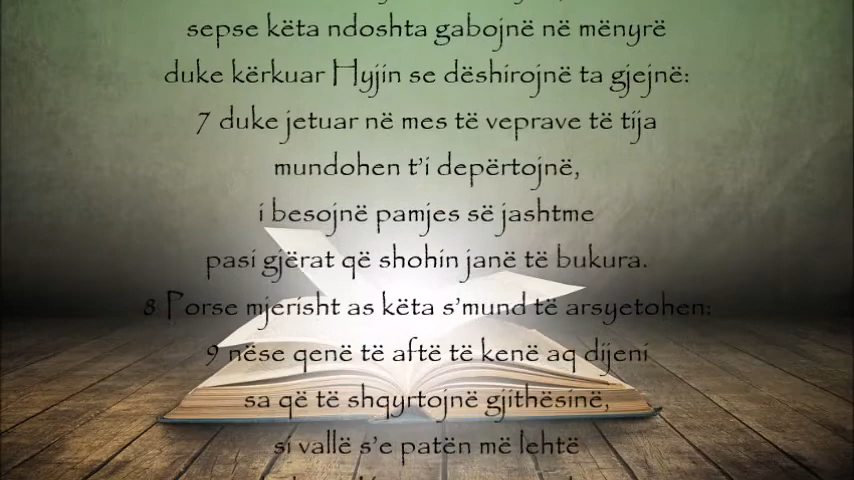 sepse këta ndoshta gabojnë në mënyrë
duke kërkuar Hyjin se dëshirojnë ta gjejnë:
7 duke jetuar në mes të veprave të tija
mundohen t'i depërtojnë,
i besojnë pamjes së jashtme
pasi gjërat që shohin janë të bukura.
8 Porse mjerisht as këta s'mund të arsyetohen:
9 nëse qenë të aftë të kenë aq dijeni
sa që të shqyrtojnë gjithësinë,
si vallë s'e patën më lehtë